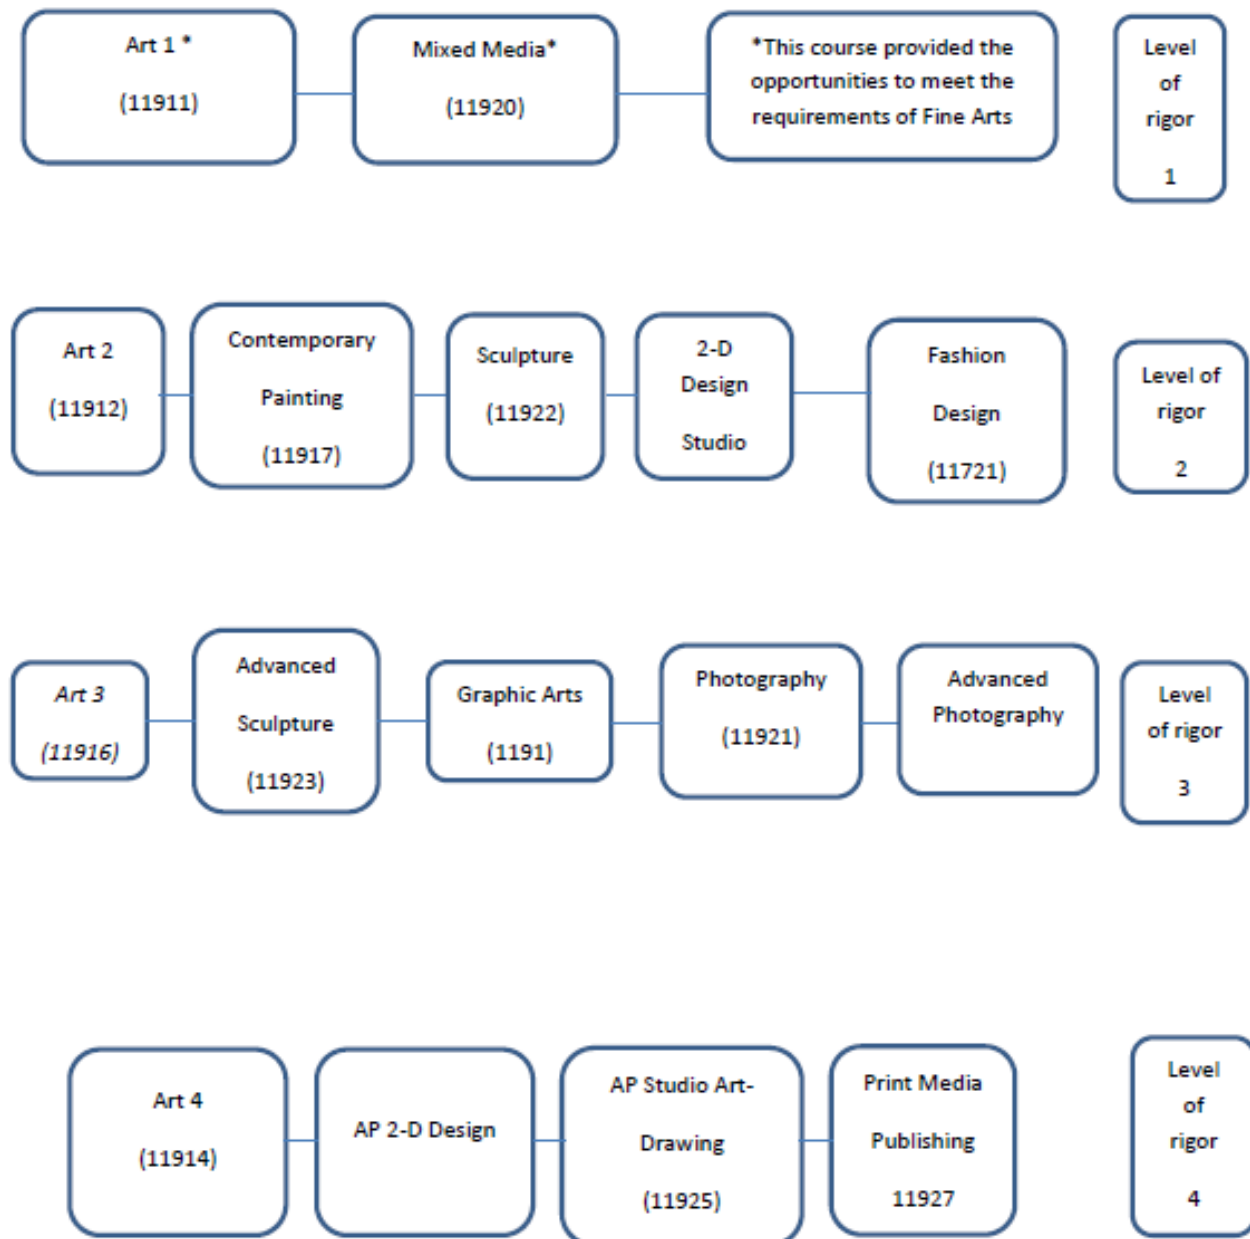 Art 1 *
(11911)
Mixed Media*
(11920)
*This course provided the
opportunities to meet the
requirements of Fine Arts
Level
of
rigor
1
Art 2
(11912)
Contemporary
Painting
(11917)
Sculpture
(11922)
2-D
Design
Studio
Fashion
Design
(11721)
Level of
rigor
2
Art 3
(11916)
Advanced
Sculpture
(11923)
Graphic Arts
(1191)
Photography
(11921)
Advanced
Photography
Level
of rigor
3
Art 4
(11914)
AP 2-D Design
AP Studio Art-
Drawing
(11925)
Print Media
Publishing
11927
Level
of
rigor
4